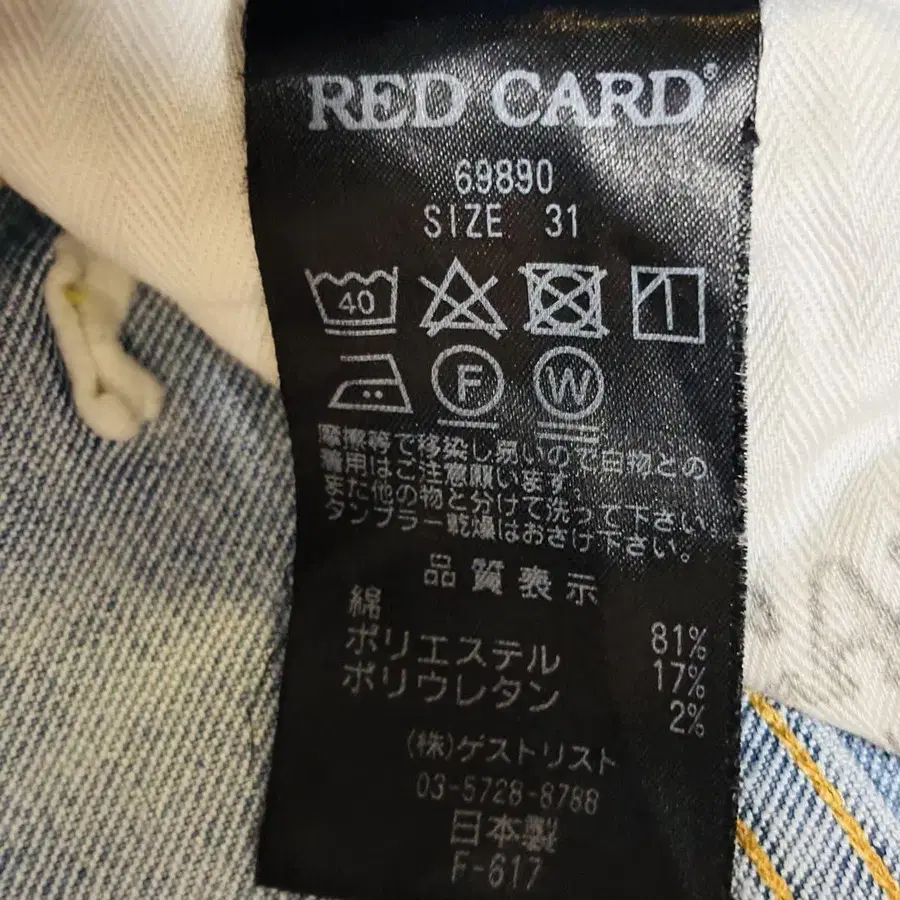 RED CARD®
69890
SIZE 31
40
F W
摩擦等で移染し易いので白物との
着用はご注意願います。
また他の物と分けて洗って下さい。
タンブラー乾燥はおさけ下さい。
品質表示
綿 81%
ポリエステル 17%
ポリウレタン 2%
(株)ゲストリスト
03-5728-8788
日本製
F-617